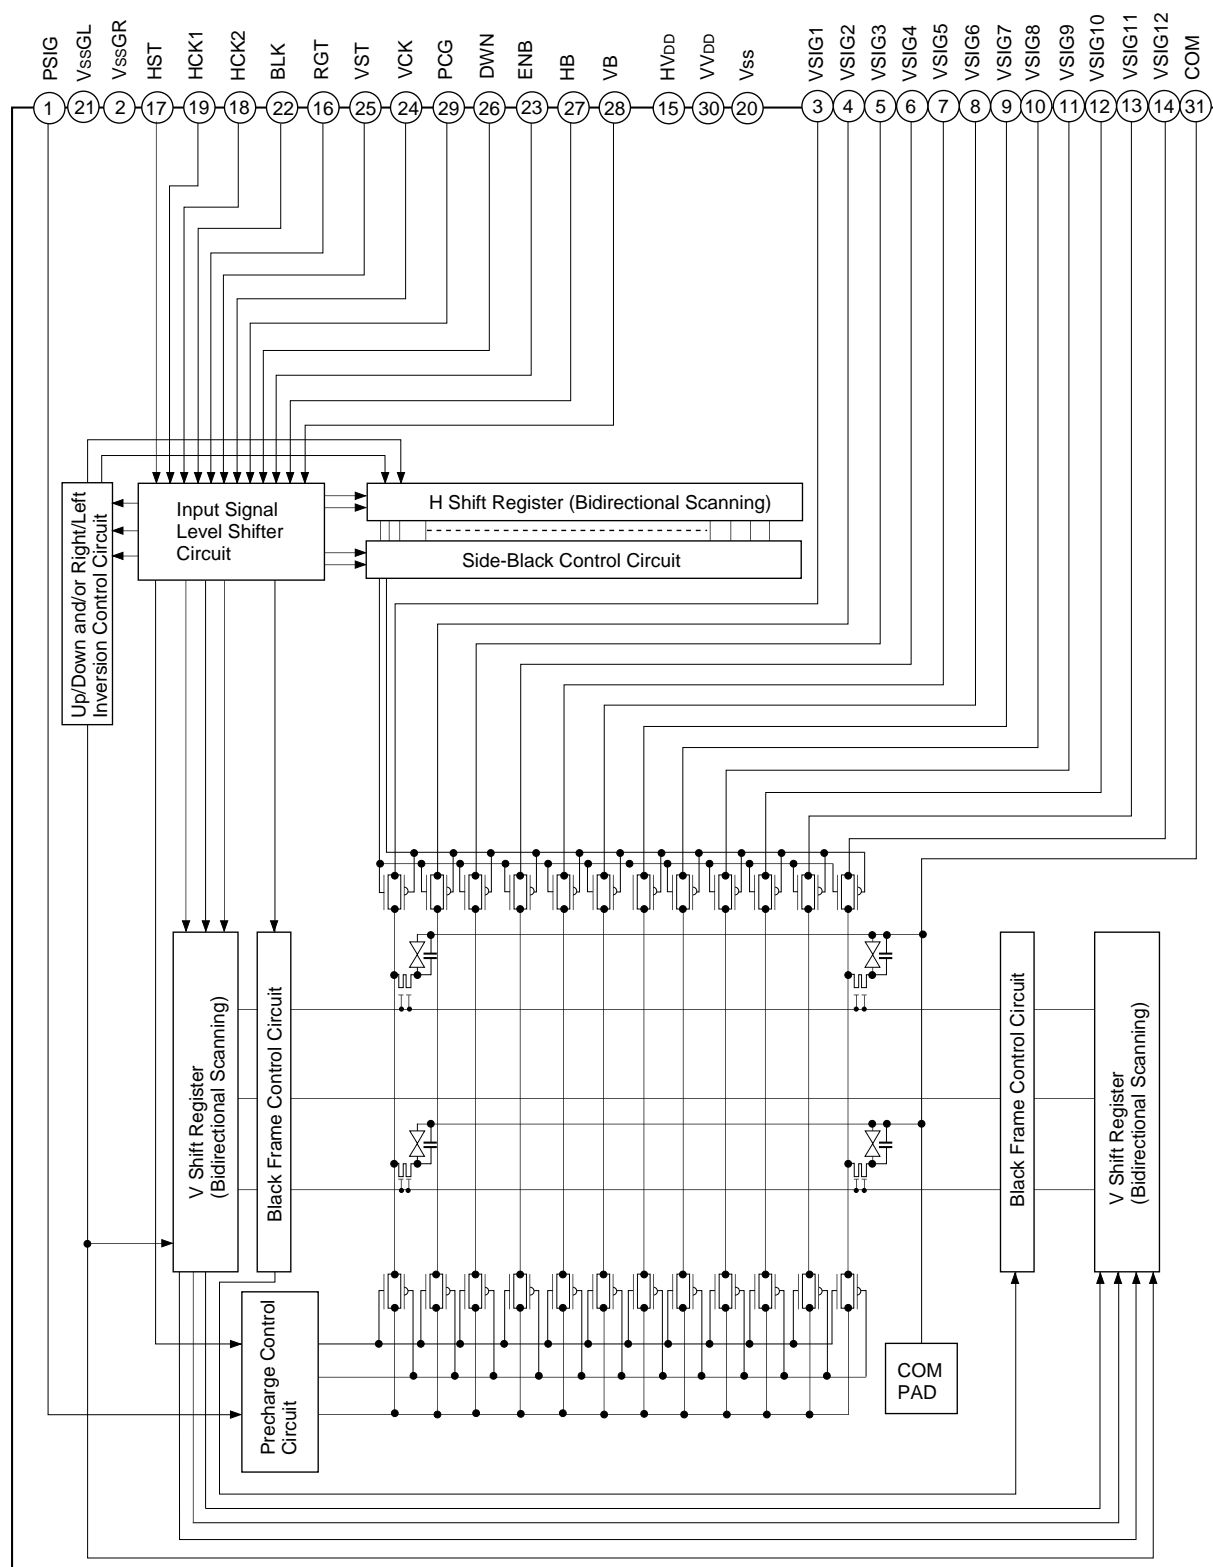 PSIG
VssGL
VssGR
HST
HCK1
HCK2
BLK
RGT
VST
VCK
PCG
DWN
ENB
HB
VB
HVDD
VVDD
Vss
VSIG1
VSIG2
VSIG3
VSIG4
VSIG5
VSIG6
VSIG7
VSIG8
VSIG9
VSIG10
VSIG11
VSIG12
COM
1
21
2
17
19
18
22
16
25
24
29
26
23
27
28
15
30
20
3
4
5
6
7
8
9
10
11
12
13
14
31
Up/Down and/or Right/Left
Inversion Control Circuit
Input Signal
Level Shifter
Circuit
H Shift Register (Bidirectional Scanning)
Side-Black Control Circuit
V Shift Register
(Bidirectional Scanning)
Black Frame Control Circuit
Black Frame Control Circuit
V Shift Register
(Bidirectional Scanning)
Precharge Control
Circuit
COM
PAD